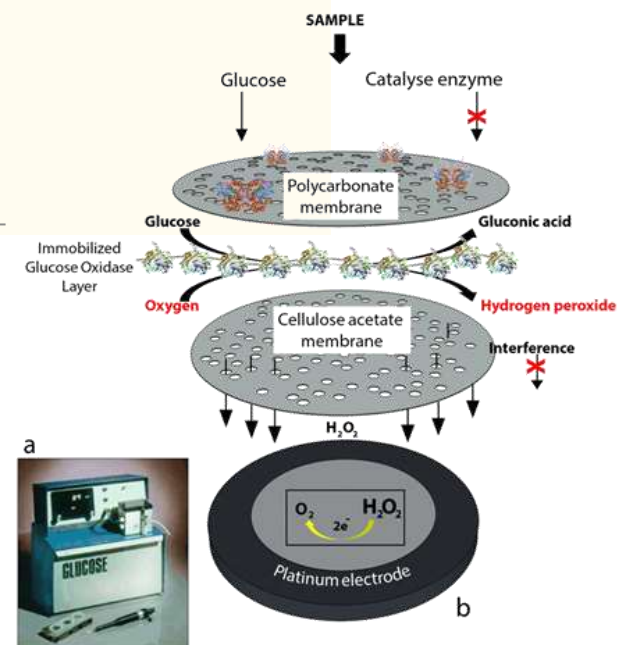 SAMPLE
Glucose
Catalyse enzyme
Polycarbonate
membrane
Glucose
Gluconic acid
Immobilized
Glucose Oxidase
Layer
Oxygen
Hydrogen peroxide
Cellulose acetate
membrane
Interference
H₂O₂
a
GLUCOSE
O₂
2e⁻
H₂O₂
Platinum electrode
b